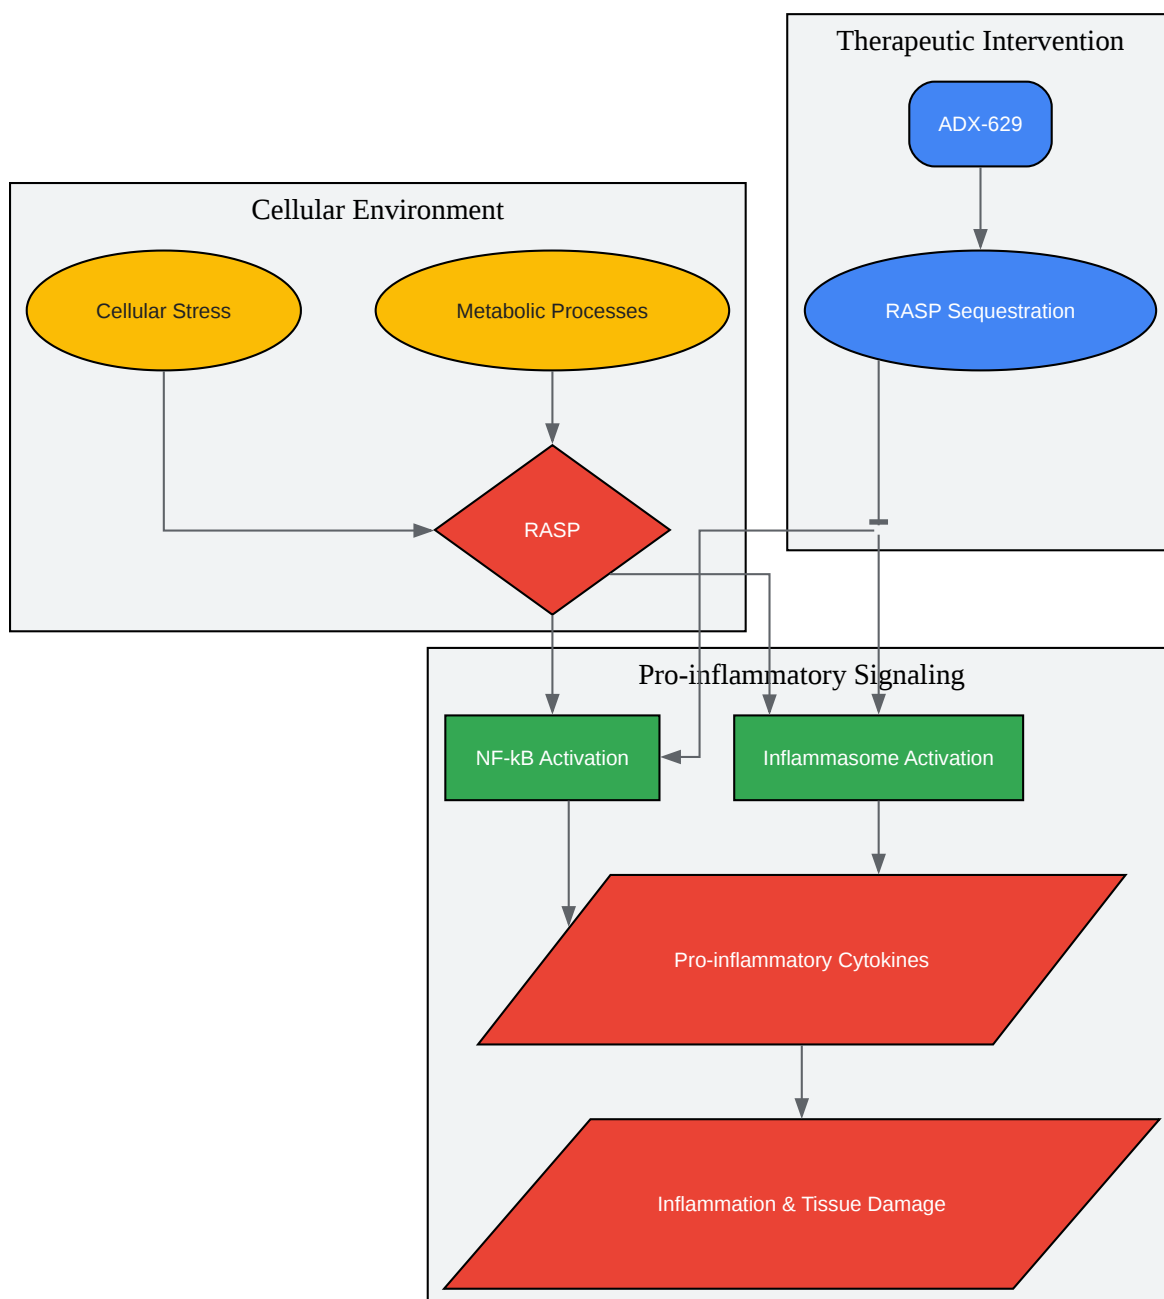 Therapeutic Intervention
ADX-629
Cellular Environment
Cellular Stress
Metabolic Processes
RASP Sequestration
RASP
Pro-inflammatory Signaling
NF-kB Activation
Inflammasome Activation
Pro-inflammatory Cytokines
Inflammation & Tissue Damage